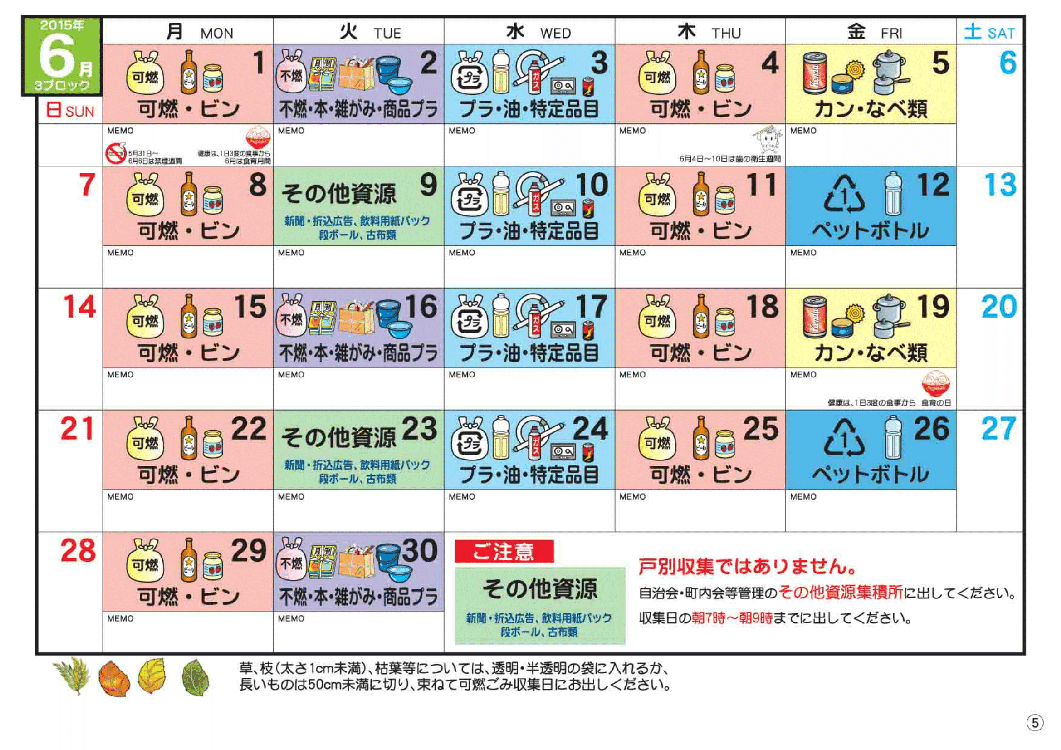 2015年
6月
3ブロック
日 SUN
月 MON
火 TUE
水 WED
木 THU
金 FRI
土 SAT
可燃 1
可燃・ビン
不燃 2
不燃・本・雑がみ・商品プラ
プラ ガス 3
プラ・油・特定品目
可燃 4
可燃・ビン
5
カン・なべ類
6
MEMO
5月31日～
6月6日は禁煙週間
健康は、1日3度の食事から
6月は食育月間
MEMO
MEMO
MEMO
6月4日～10日は歯の衛生週間
MEMO
7
可燃 8
可燃・ビン
その他資源 9
新聞・折込広告、飲料用紙パック
段ボール、古布類
プラ ガス 10
プラ・油・特定品目
可燃 11
可燃・ビン
1 12
ペットボトル
13
MEMO
MEMO
MEMO
MEMO
MEMO
14
可燃 15
可燃・ビン
不燃 16
不燃・本・雑がみ・商品プラ
プラ ガス 17
プラ・油・特定品目
可燃 18
可燃・ビン
19
カン・なべ類
20
MEMO
MEMO
MEMO
MEMO
MEMO
健康は、1日3度の食事から 食育の日
21
可燃 22
可燃・ビン
その他資源 23
新聞・折込広告、飲料用紙パック
段ボール、古布類
プラ ガス 24
プラ・油・特定品目
可燃 25
可燃・ビン
1 26
ペットボトル
27
MEMO
MEMO
MEMO
MEMO
MEMO
28
可燃 29
可燃・ビン
不燃 30
不燃・本・雑がみ・商品プラ
MEMO
MEMO
ご注意
その他資源
新聞・折込広告、飲料用紙パック
段ボール、古布類
戸別収集ではありません。
自治会・町内会等管理のその他資源集積所に出してください。
収集日の朝7時～朝9時までに出してください。
草、枝(太さ1cm未満)、枯葉等については、透明・半透明の袋に入れるか、
長いものは50cm未満に切り、束ねて可燃ごみ収集日にお出しください。
⑤